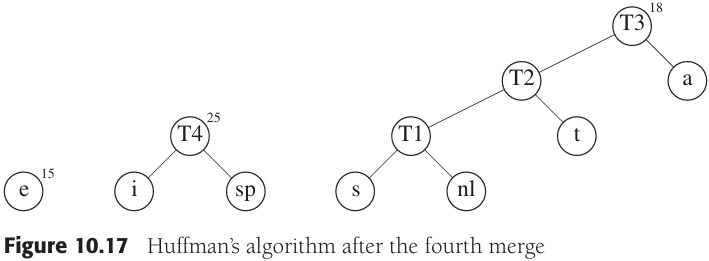 T3 18
T2 a
T4 25 T1 t
e 15 i sp s nl
Figure 10.17 Huffman's algorithm after the fourth merge